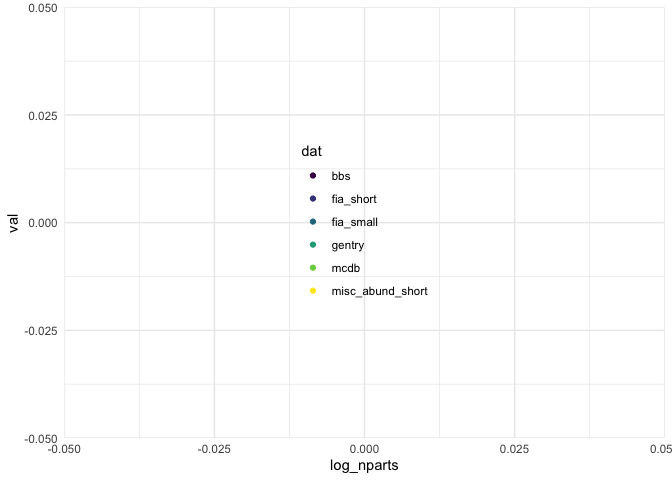 0.050
0.025
0.000
-0.025
-0.050
val
dat
bbs
fia_short
fia_small
gentry
mcdb
misc_abund_short
-0.050
-0.025
0.000
0.025
0.05
log_nparts